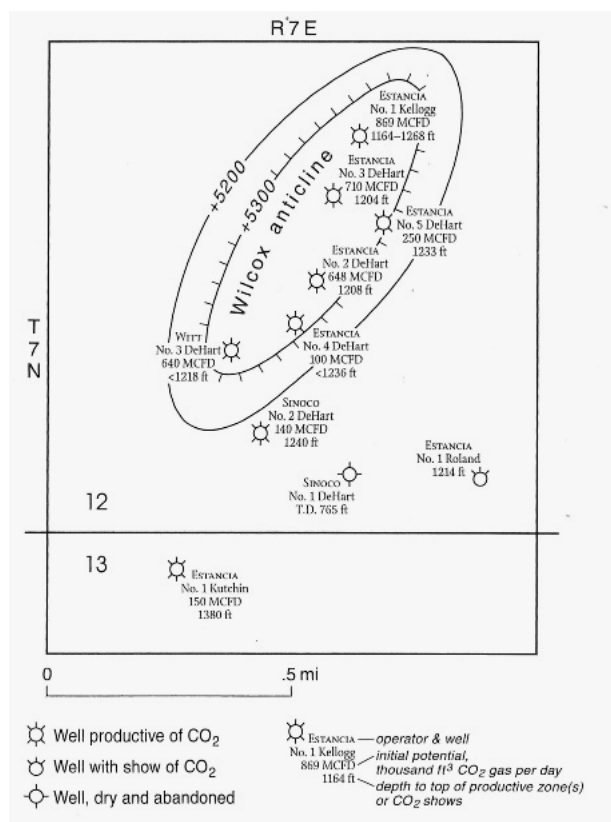 R 7 E
ESTANCIA
No. 1 Kellogg
869 MCFD
1164–1268 ft
ESTANCIA
No. 3 DeHart
710 MCFD
1204 ft
+5200
+5300
Wilcox anticline
ESTANCIA
No. 5 DeHart
250 MCFD
1233 ft
ESTANCIA
No. 2 DeHart
648 MCFD
1208 ft
T
7
N
WITT
No. 3 DeHart
640 MCFD
<1218 ft
ESTANCIA
No. 4 DeHart
100 MCFD
<1236 ft
SINOCO
No. 2 DeHart
140 MCFD
1240 ft
ESTANCIA
No. 1 Roland
1214 ft
SINOCO
No. 1 DeHart
T.D. 765 ft
12
13
ESTANCIA
No. 1 Kutchin
150 MCFD
1380 ft
0
.5 mi
Well productive of CO₂
Well with show of CO₂
Well, dry and abandoned
ESTANCIA — operator & well
No. 1 Kellogg
869 MCFD
1164 ft
initial potential,
thousand ft³ CO₂ gas per day
depth to top of productive zone(s)
or CO₂ shows